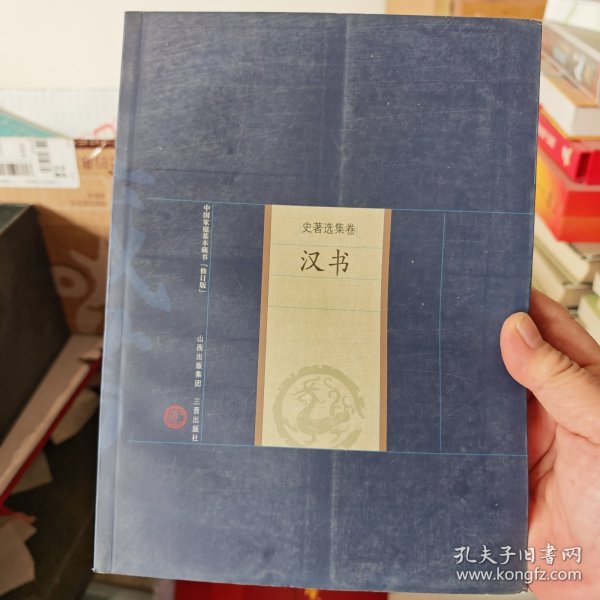 史著选集卷
汉书
中国家庭基本藏书「修订版」
山西出版集团 三晋出版社
孔夫子旧书网
www.kongfz.com